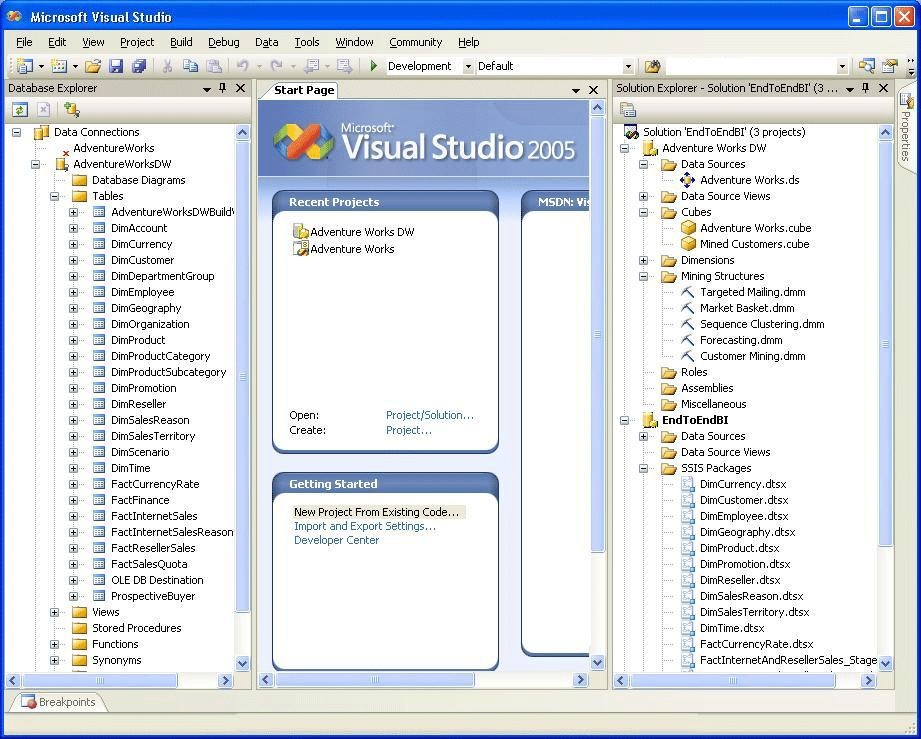 Microsoft Visual Studio
File Edit View Project Build Debug Data Tools Window Community Help
Development Default
Database Explorer
Data Connections
AdventureWorks
AdventureWorksDW
Database Diagrams
Tables
AdventureWorksDWBuild
DimAccount
DimCurrency
DimCustomer
DimDepartmentGroup
DimEmployee
DimGeography
DimOrganization
DimProduct
DimProductCategory
DimProductSubcategory
DimPromotion
DimReseller
DimSalesReason
DimSalesTerritory
DimScenario
DimTime
FactCurrencyRate
FactFinance
FactInternetSales
FactInternetSalesReason
FactResellerSales
FactSalesQuota
OLE DB Destination
ProspectiveBuyer
Views
Stored Procedures
Functions
Synonyms
Start Page
Microsoft
Visual Studio 2005
Recent Projects
Adventure Works DW
Adventure Works
Open: Project/Solution...
Create: Project...
Getting Started
New Project From Existing Code...
Import and Export Settings...
Developer Center
MSDN: Vis
Solution Explorer - Solution 'EndToEndBI' (3 ...
Solution 'EndToEndBI' (3 projects)
Adventure Works DW
Data Sources
Adventure Works.ds
Data Source Views
Cubes
Adventure Works.cube
Mined Customers.cube
Dimensions
Mining Structures
Targeted Mailing.dmm
Market Basket.dmm
Sequence Clustering.dmm
Forecasting.dmm
Customer Mining.dmm
Roles
Assemblies
Miscellaneous
EndToEndBI
Data Sources
Data Source Views
SSIS Packages
DimCurrency.dtsx
DimCustomer.dtsx
DimEmployee.dtsx
DimGeography.dtsx
DimProduct.dtsx
DimPromotion.dtsx
DimReseller.dtsx
DimSalesReason.dtsx
DimSalesTerritory.dtsx
DimTime.dtsx
FactCurrencyRate.dtsx
FactInternetAndResellerSales_Stage
Properties
Breakpoints